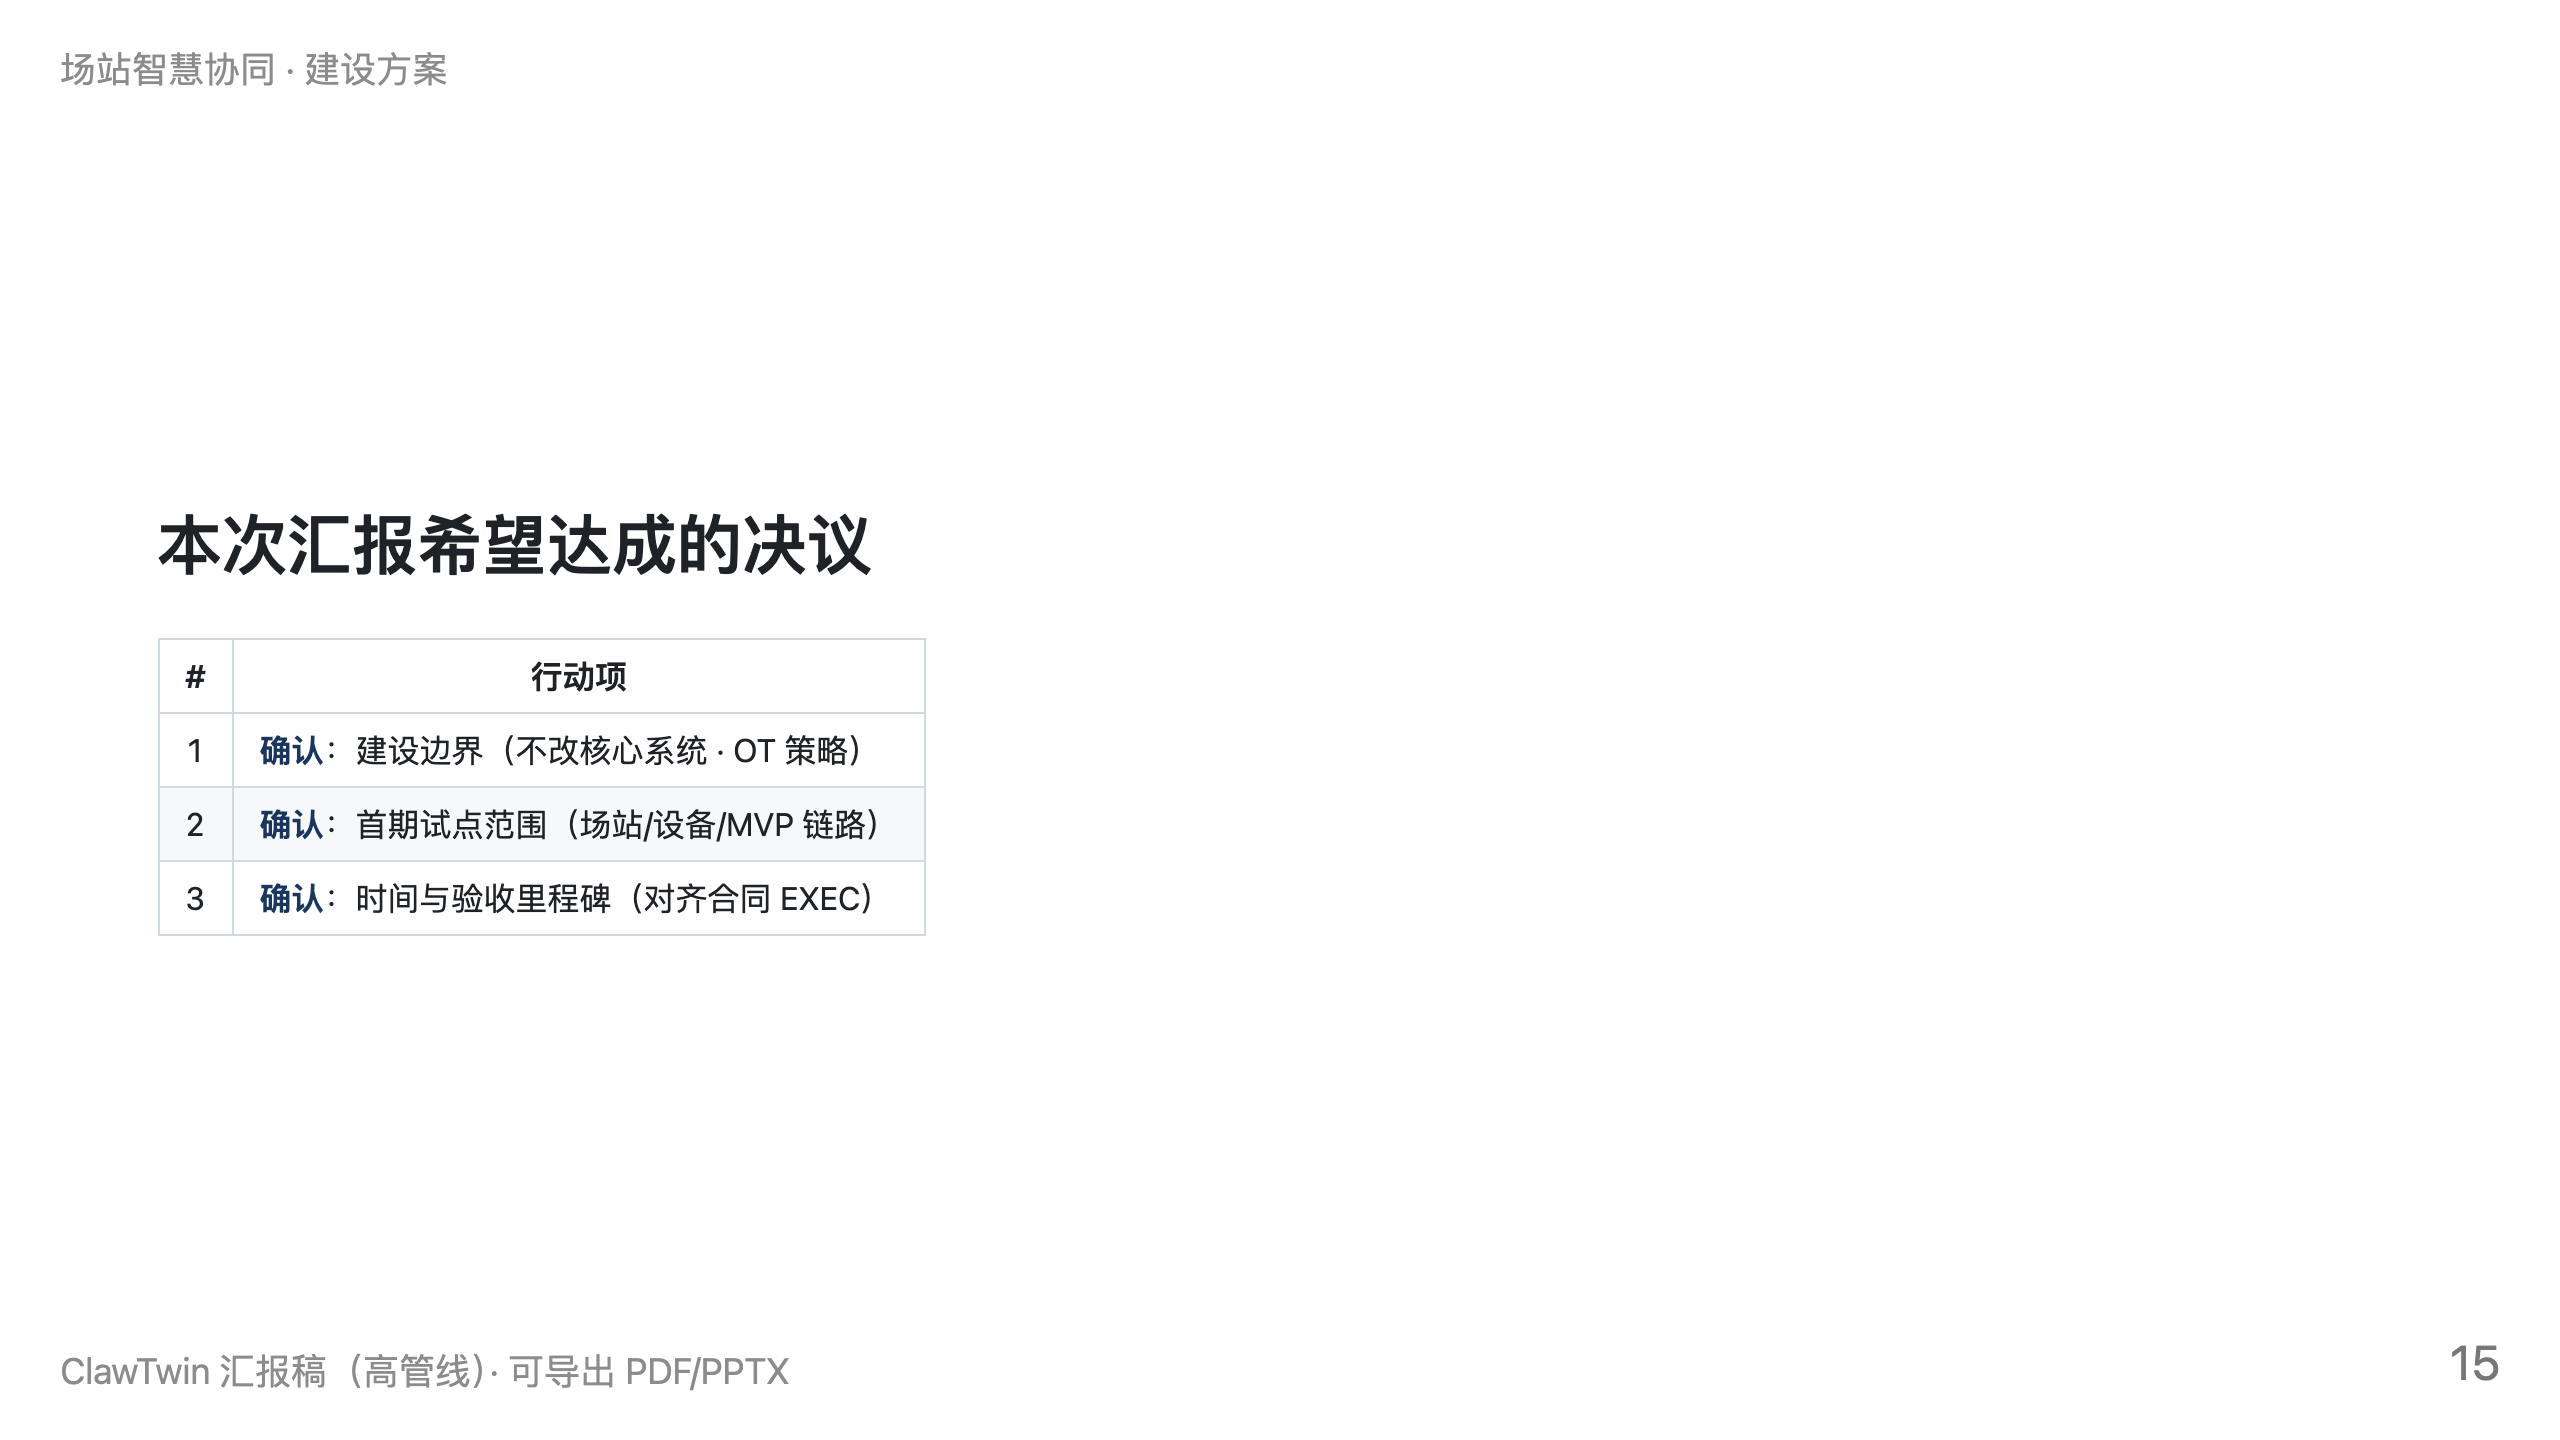 场站智慧协同 · 建设方案
本次汇报希望达成的决议
# 行动项
1 确认：建设边界（不改核心系统 · OT 策略）
2 确认：首期试点范围（场站/设备/MVP 链路）
3 确认：时间与验收里程碑（对齐合同 EXEC）
ClawTwin 汇报稿（高管线）· 可导出 PDF/PPTX
15